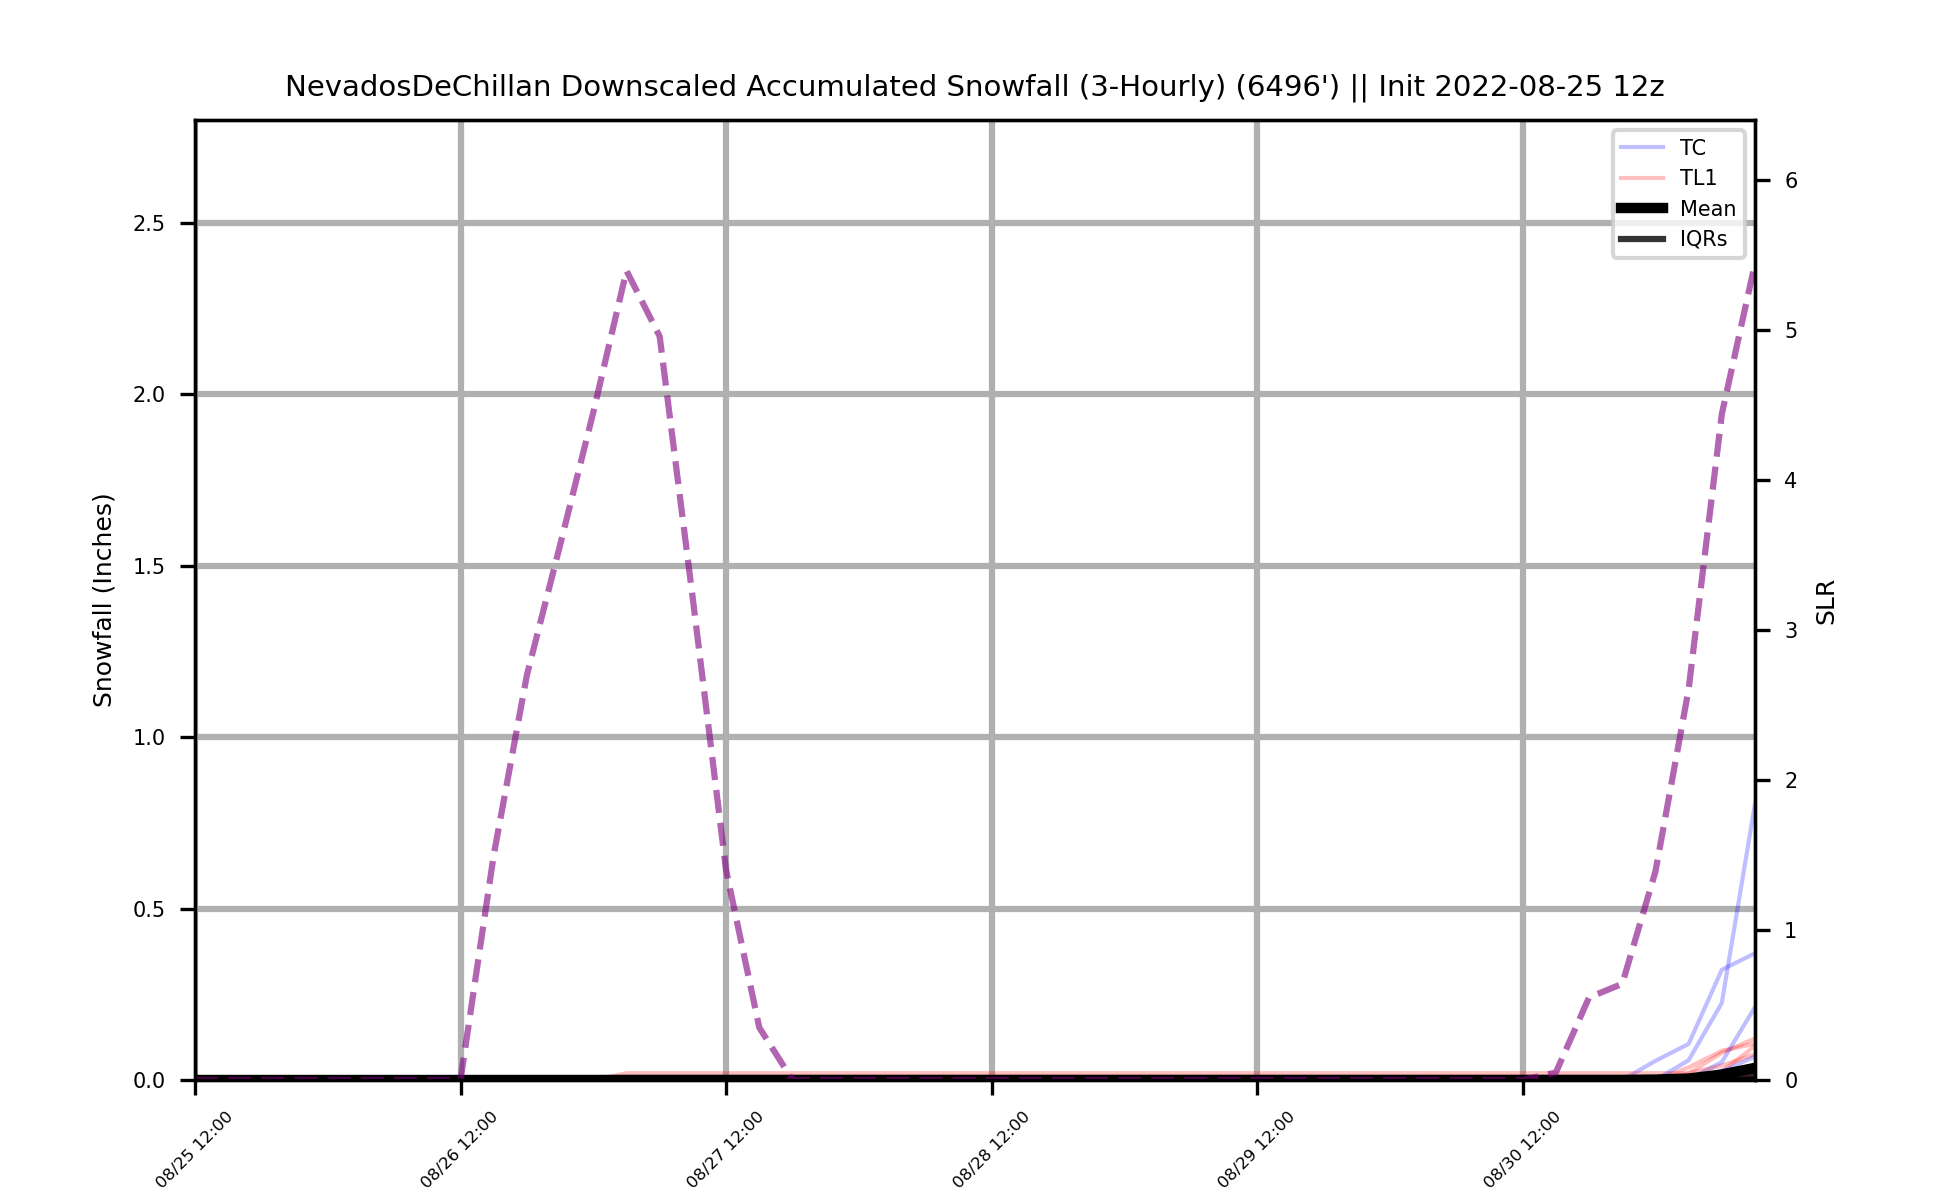 NevadosDeChillan Downscaled Accumulated Snowfall (3-Hourly) (6496') || Init 2022-08-25 12z
TC
TL1
Mean
IQRs
Snowfall (Inches)
2.5
2.0
1.5
1.0
0.5
0.0
6
5
4
3
2
1
0
SLR
08/25 12:00
08/26 12:00
08/27 12:00
08/28 12:00
08/29 12:00
08/30 12:00